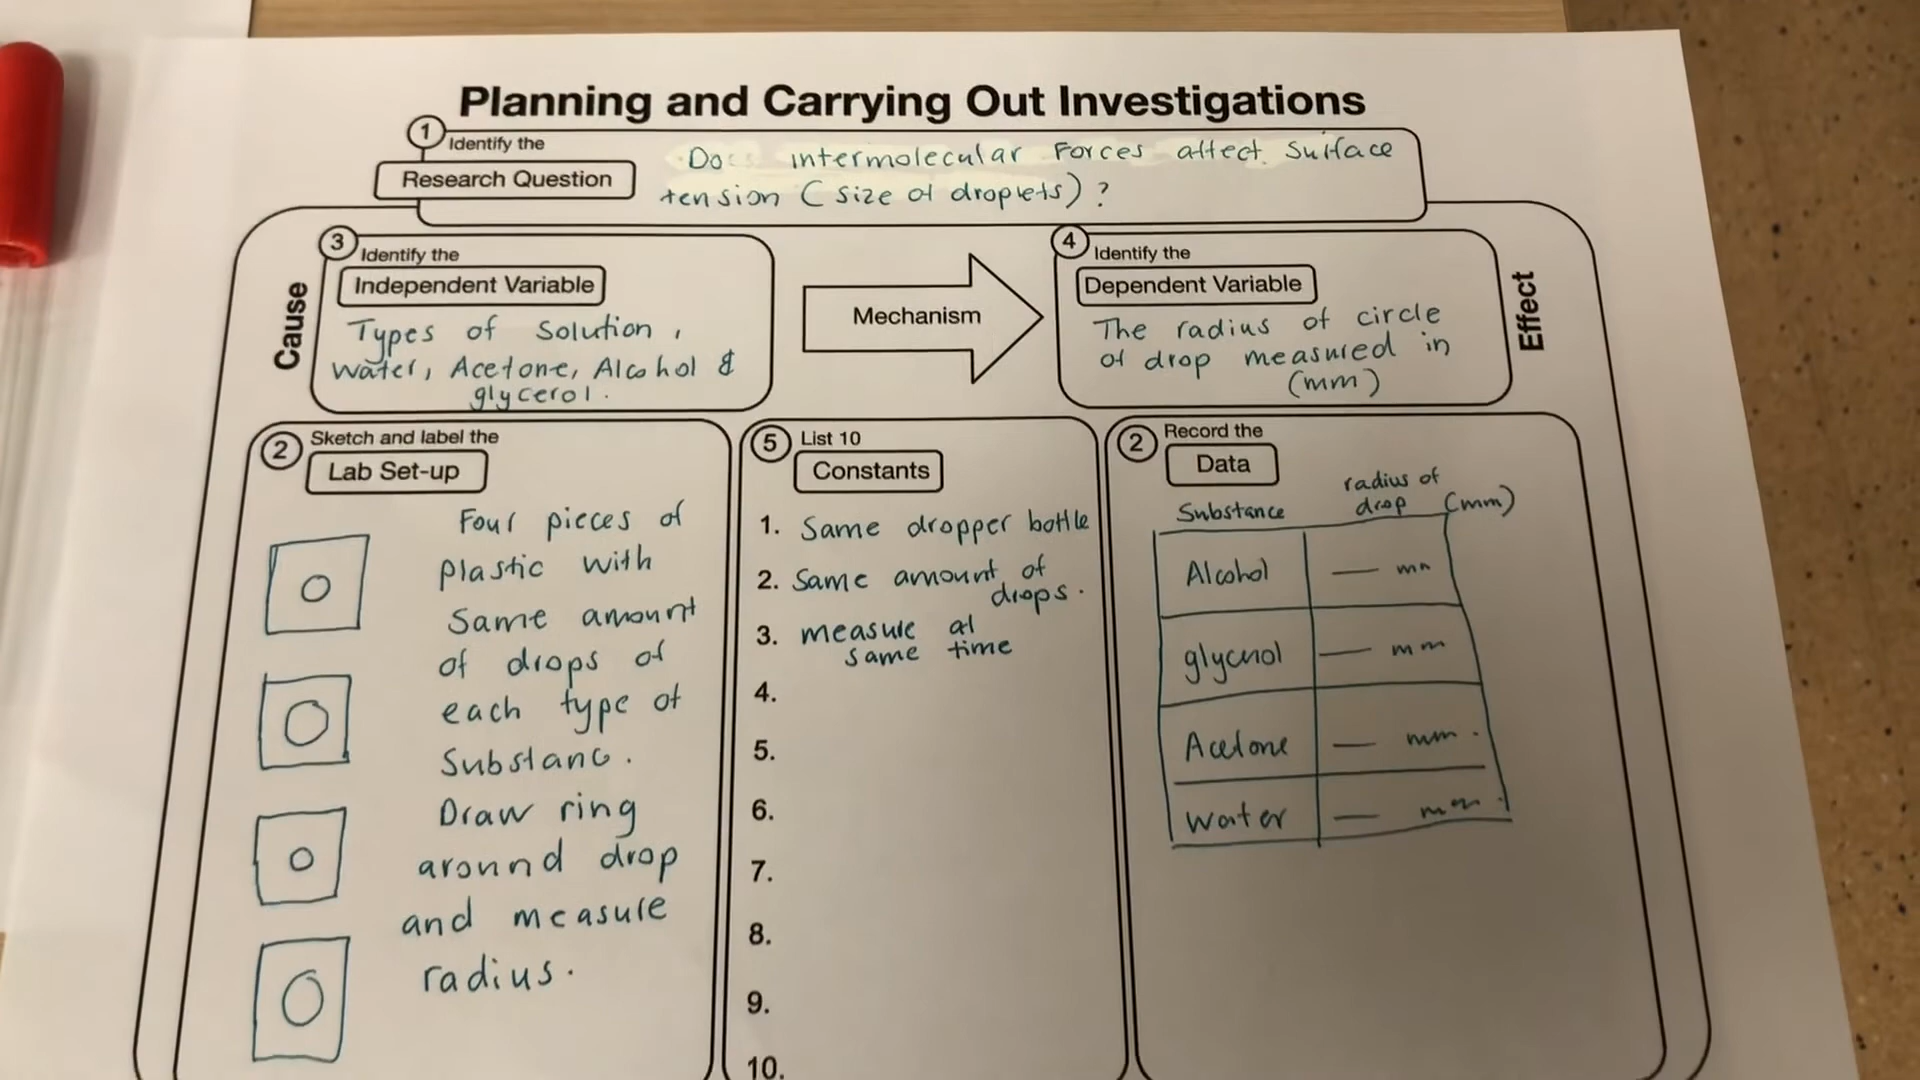 Planning and Carrying Out Investigations
1
Identify the
Research Question
Does intermolecular Forces affect Surface
tension (size of droplets)?
Cause
3
Identify the
Independent Variable
Types of Solution,
Water, Acetone, Alcohol &
glycerol.
Mechanism
4
Identify the
Dependent Variable
The radius of circle
of drop measured in
(mm)
Effect
2
Sketch and label the
Lab Set-up
Four pieces of
plastic with
Same amount
of drops of
each type of
Substanc.
Draw ring
around drop
and measure
radius.
5
List 10
Constants
1. Same dropper bottle
2. Same amount of
drops.
3. measure at
same time
4.
5.
6.
7.
8.
9.
10.
2
Record the
Data
Substance
radius of
drop (mm)
Alcohol — mm
glycerol — mm
Acetone — mm.
Water — mm.